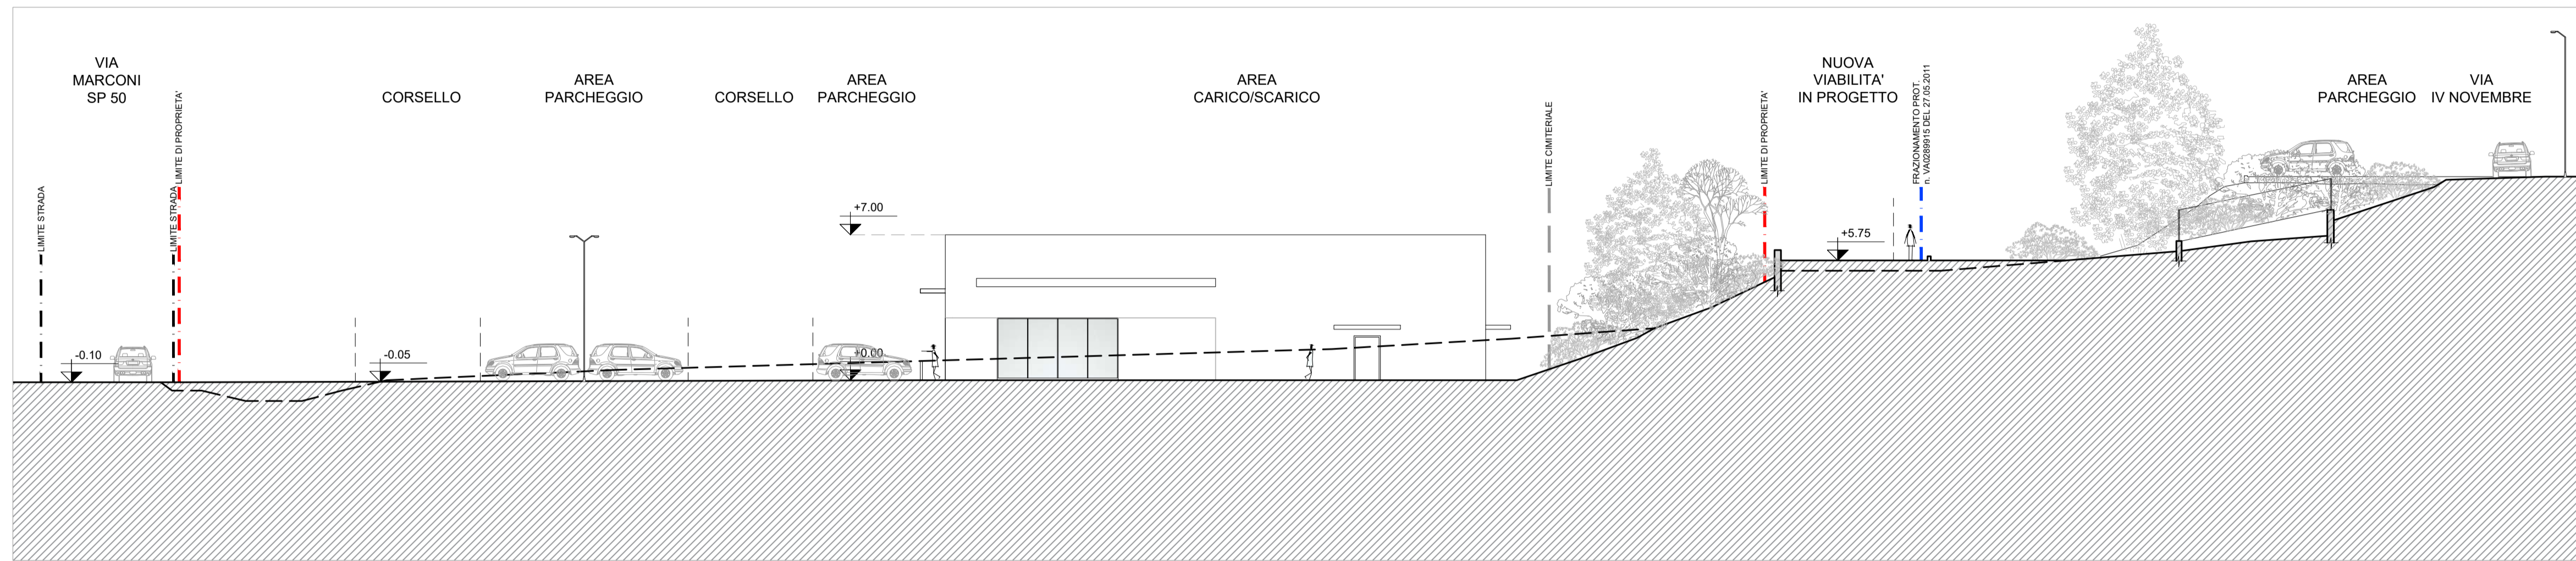 VIA
MARCONI
SP 50
CORSELLO
AREA
PARCHEGGIO
CORSELLO
AREA
PARCHEGGIO
AREA
CARICO/SCARICO
NUOVA
VIABILITA'
IN PROGETTO
AREA
PARCHEGGIO
VIA
IV NOVEMBRE
LIMITE STRADA
LIMITE STRADA
LIMITE DI PROPRIETA'
LIMITE CIMITERIALE
LIMITE DI PROPRIETA'
FRAZIONAMENTO PROT.
n. VA0289915 DEL 27.05.2011
-0.10
-0.05
+7.00
+0.00
+5.75